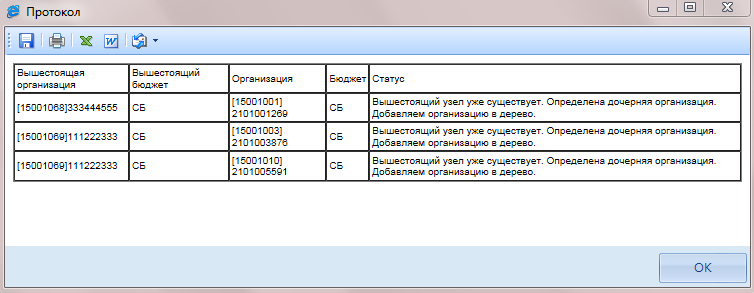 Протокол
Вышестоящая организация
Вышестоящий бюджет
Организация
Бюджет
Статус
[15001068]333444555
СБ
[15001001]
2101001269
СБ
Вышестоящий узел уже существует. Определена дочерняя организация.
Добавляем организацию в дерево.
[15001069]111222333
СБ
[15001003]
2101003876
СБ
Вышестоящий узел уже существует. Определена дочерняя организация.
Добавляем организацию в дерево.
[15001069]111222333
СБ
[15001010]
2101005591
СБ
Вышестоящий узел уже существует. Определена дочерняя организация.
Добавляем организацию в дерево.
OK